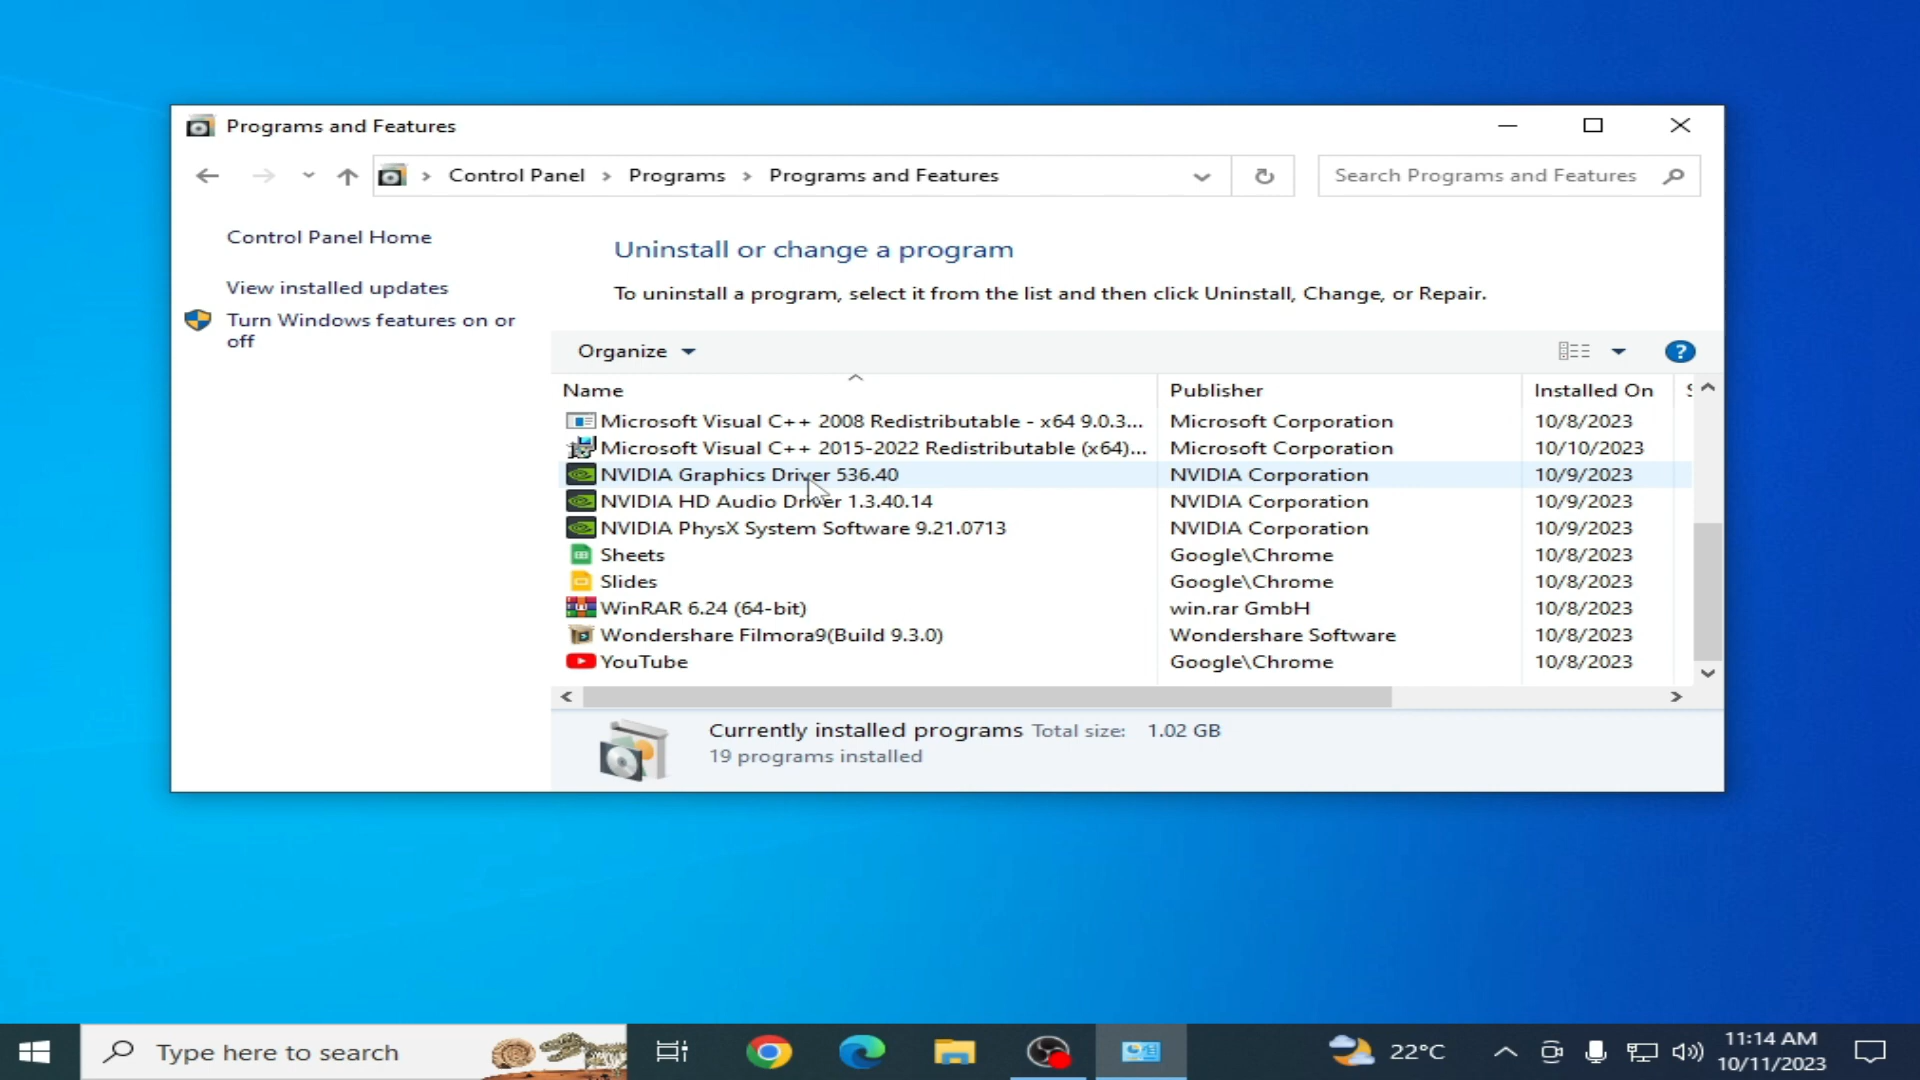 Programs and Features
Control Panel > Programs > Programs and Features
Search Programs and Features
Control Panel Home
View installed updates
Turn Windows features on or
off
Uninstall or change a program
To uninstall a program, select it from the list and then click Uninstall, Change, or Repair.
Organize
Name Publisher Installed On
Microsoft Visual C++ 2008 Redistributable - x64 9.0.3... Microsoft Corporation 10/8/2023
Microsoft Visual C++ 2015-2022 Redistributable (x64)... Microsoft Corporation 10/10/2023
NVIDIA Graphics Driver 536.40 NVIDIA Corporation 10/9/2023
NVIDIA HD Audio Driver 1.3.40.14 NVIDIA Corporation 10/9/2023
NVIDIA PhysX System Software 9.21.0713 NVIDIA Corporation 10/9/2023
Sheets Google\Chrome 10/8/2023
Slides Google\Chrome 10/8/2023
WinRAR 6.24 (64-bit) win.rar GmbH 10/8/2023
Wondershare Filmora9(Build 9.3.0) Wondershare Software 10/8/2023
YouTube Google\Chrome 10/8/2023
Currently installed programs Total size: 1.02 GB
19 programs installed
Type here to search
22°C
11:14 AM
10/11/2023